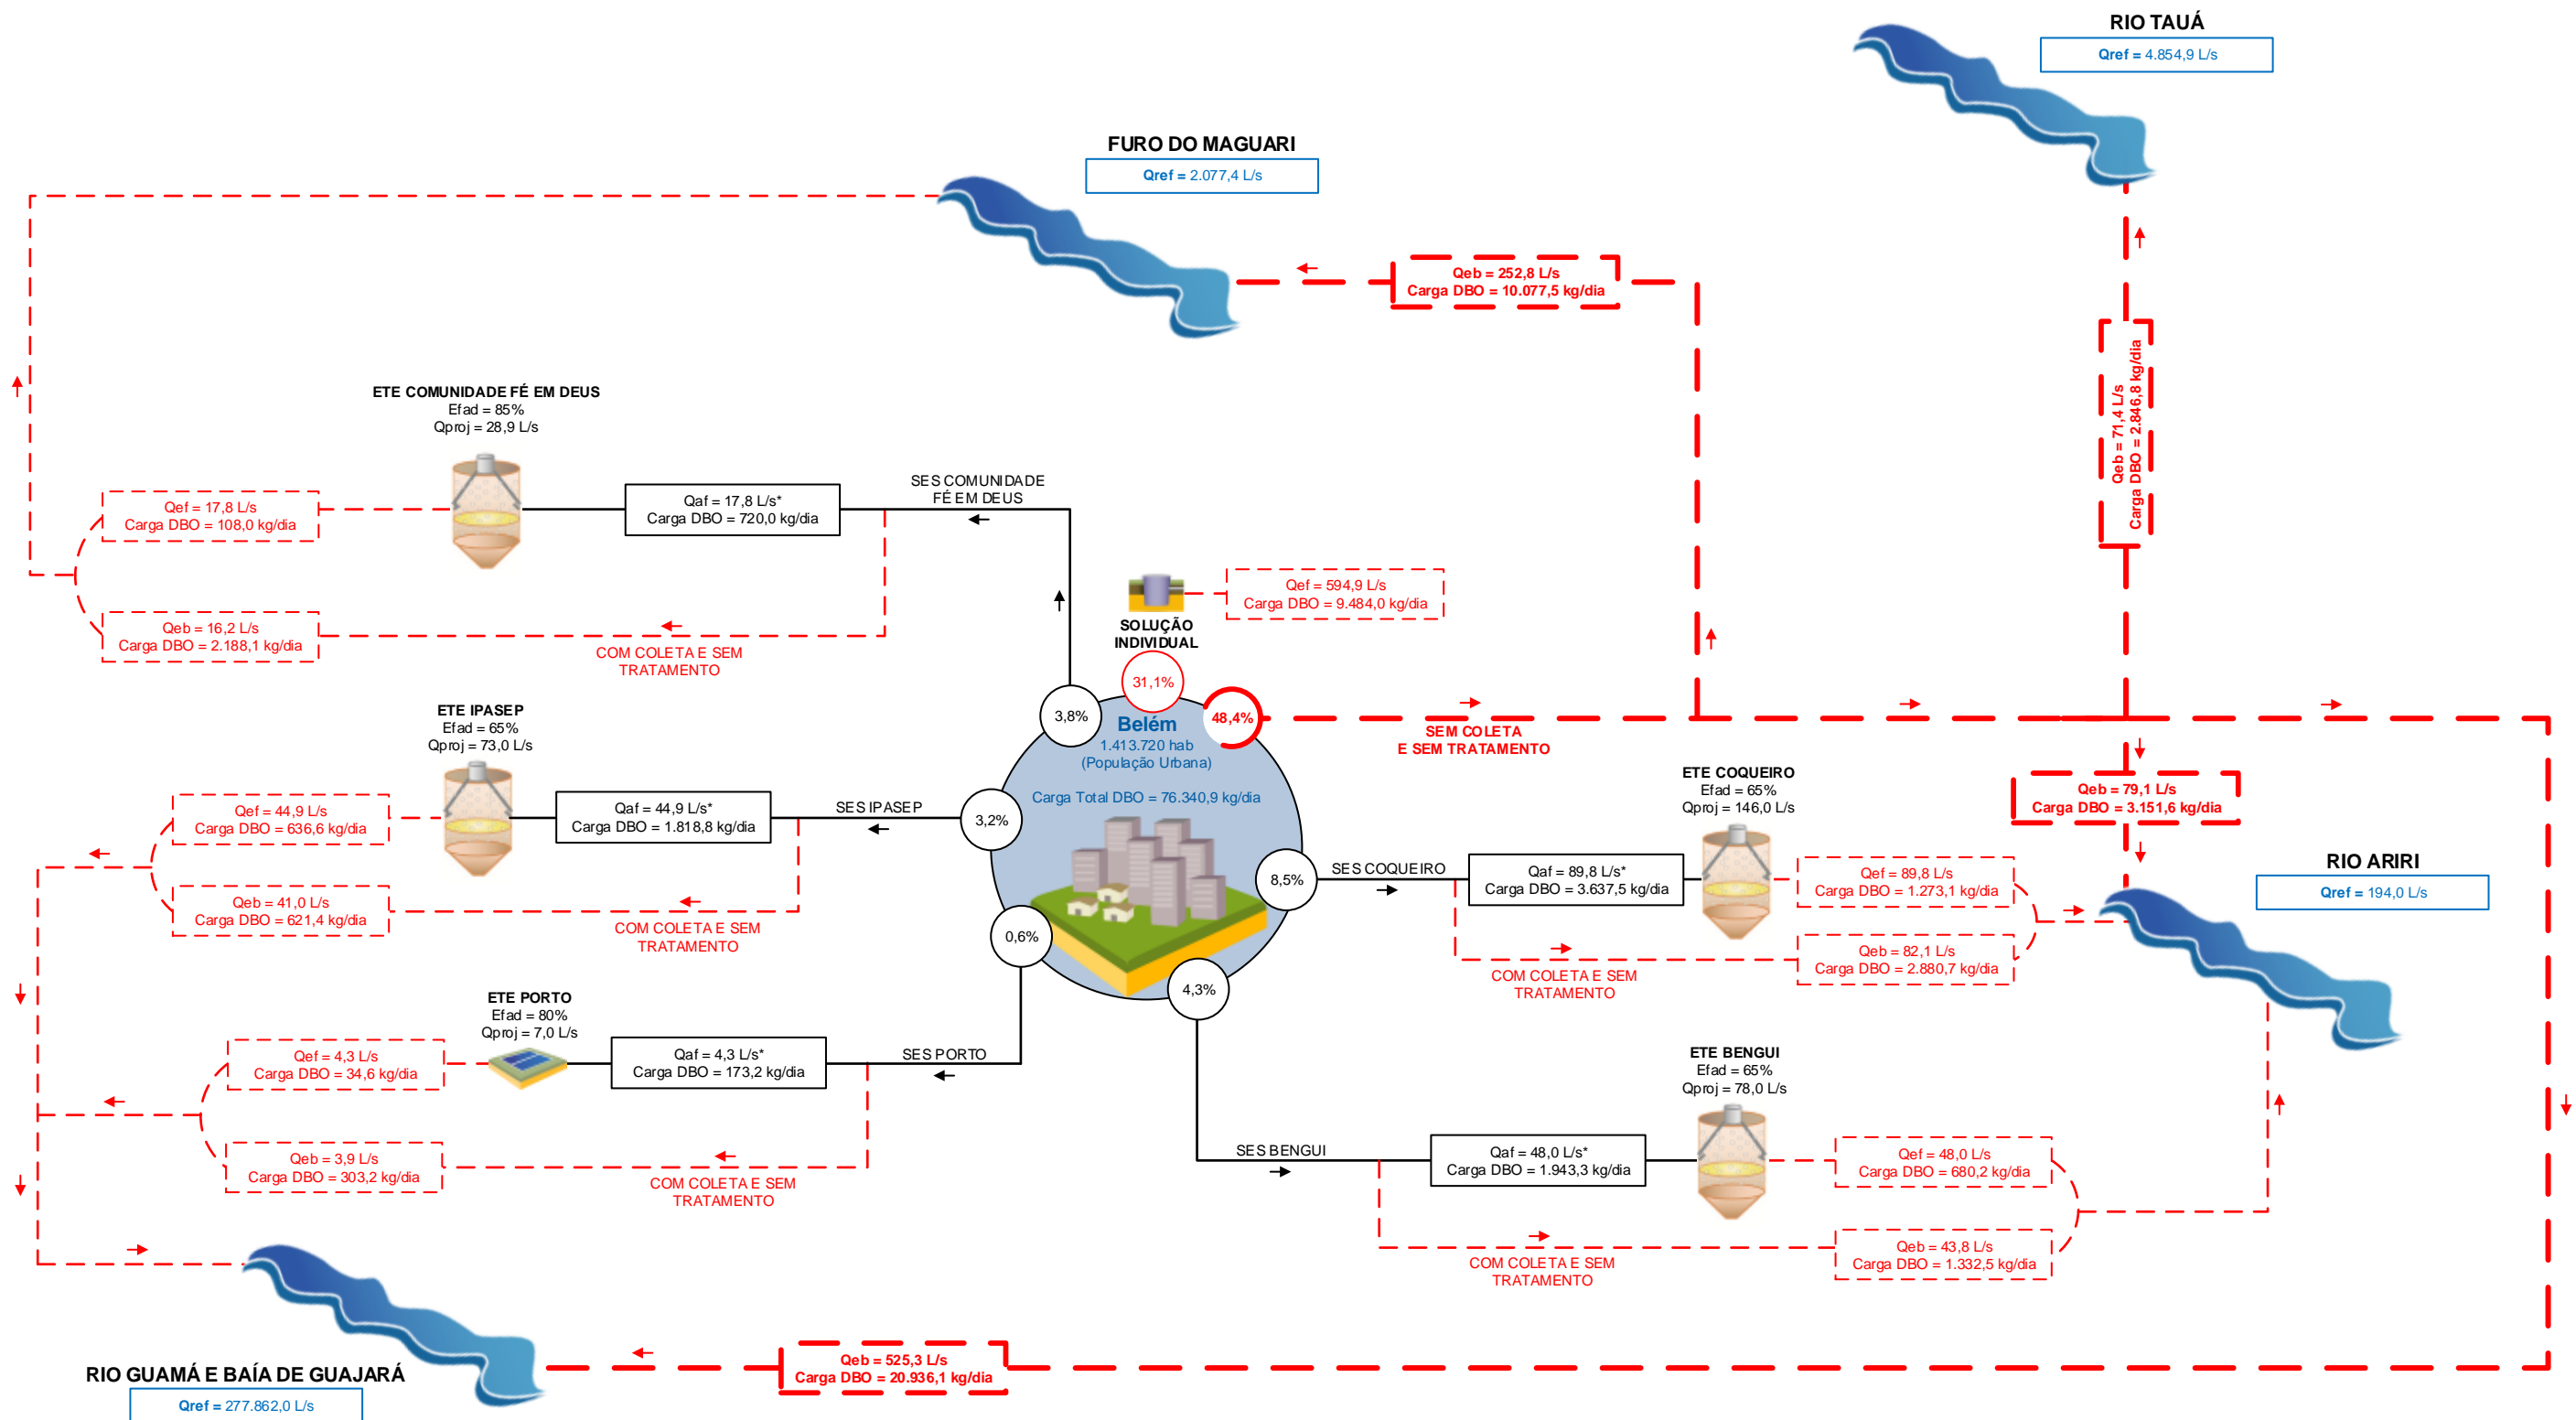 RIO TAUÁ
Qref = 4.854,9 L/s
FURO DO MAGUARI
Qref = 2.077,4 L/s
Qeb = 252,8 L/s
Carga DBO = 10.077,5 kg/dia
Qeb = 71,4 L/s
Carga DBO = 2.846,8 kg/dia
ETE COMUNIDADE FÉ EM DEUS
Efad = 85%
Qproj = 28,9 L/s
SES COMUNIDADE
FÉ EM DEUS
Qaf = 17,8 L/s*
Carga DBO = 720,0 kg/dia
Qef = 17,8 L/s
Carga DBO = 108,0 kg/dia
Qeb = 16,2 L/s
Carga DBO = 2.188,1 kg/dia
COM COLETA E SEM
TRATAMENTO
Qef = 594,9 L/s
Carga DBO = 9.484,0 kg/dia
SOLUÇÃO
INDIVIDUAL
31,1%
3,8%
48,4%
Belém
1.413.720 hab
(População Urbana)
Carga Total DBO = 76.340,9 kg/dia
SEM COLETA
E SEM TRATAMENTO
ETE IPASEP
Efad = 65%
Qproj = 73,0 L/s
Qef = 44,9 L/s
Carga DBO = 636,6 kg/dia
Qaf = 44,9 L/s*
Carga DBO = 1.818,8 kg/dia
SES IPASEP
3,2%
Qeb = 41,0 L/s
Carga DBO = 621,4 kg/dia
COM COLETA E SEM
TRATAMENTO
ETE COQUEIRO
Efad = 65%
Qproj = 146,0 L/s
Qeb = 79,1 L/s
Carga DBO = 3.151,6 kg/dia
8,5%
SES COQUEIRO
Qaf = 89,8 L/s*
Carga DBO = 3.637,5 kg/dia
Qef = 89,8 L/s
Carga DBO = 1.273,1 kg/dia
RIO ARIRI
Qref = 194,0 L/s
Qeb = 82,1 L/s
Carga DBO = 2.880,7 kg/dia
COM COLETA E SEM
TRATAMENTO
0,6%
4,3%
ETE PORTO
Efad = 80%
Qproj = 7,0 L/s
Qef = 4,3 L/s
Carga DBO = 34,6 kg/dia
Qaf = 4,3 L/s*
Carga DBO = 173,2 kg/dia
SES PORTO
Qeb = 3,9 L/s
Carga DBO = 303,2 kg/dia
COM COLETA E SEM
TRATAMENTO
ETE BENGUI
Efad = 65%
Qproj = 78,0 L/s
SES BENGUI
Qaf = 48,0 L/s*
Carga DBO = 1.943,3 kg/dia
Qef = 48,0 L/s
Carga DBO = 680,2 kg/dia
Qeb = 43,8 L/s
Carga DBO = 1.332,5 kg/dia
COM COLETA E SEM
TRATAMENTO
Qeb = 525,3 L/s
Carga DBO = 20.936,1 kg/dia
RIO GUAMÁ E BAÍA DE GUAJARÁ
Qref = 277.862,0 L/s